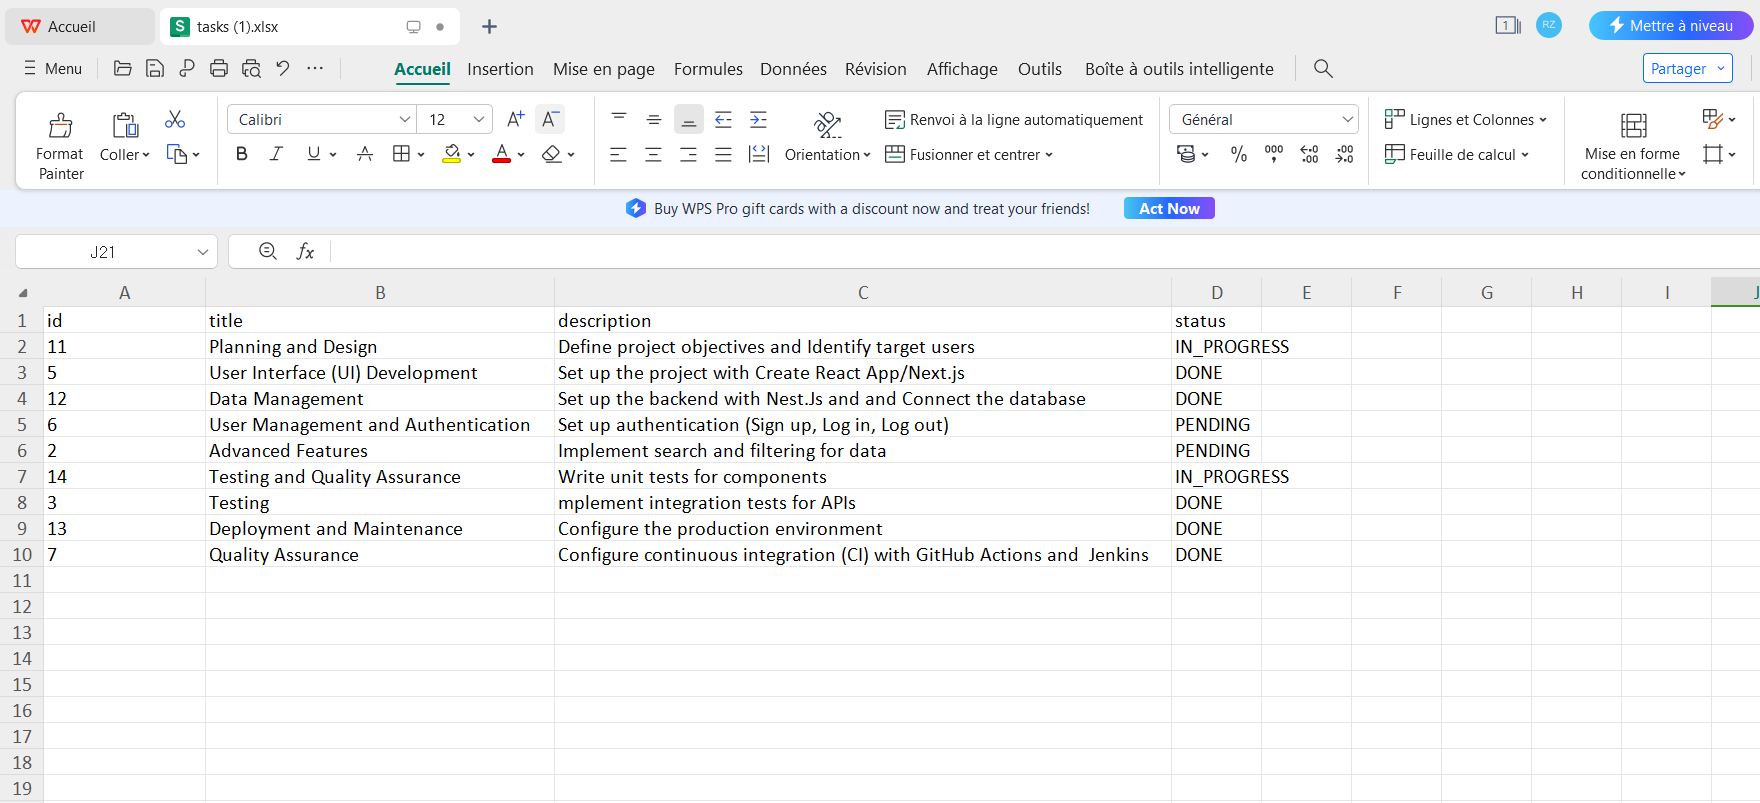 Accueil
S tasks (1).xlsx
1
RZ
Mettre à niveau
Menu
Accueil Insertion Mise en page Formules Données Révision Affichage Outils Boîte à outils intelligente
Partager
Format Painter
Coller
Calibri
12
A+ A-
B I U A A
Orientation
Renvoi à la ligne automatiquement
Fusionner et centrer
Général
% 000 .00 .00
Lignes et Colonnes
Feuille de calcul
Mise en forme conditionnelle
Buy WPS Pro gift cards with a discount now and treat your friends! Act Now
J21
fx
A B C D E F G H I J
1 id title description status
2 11 Planning and Design Define project objectives and Identify target users IN_PROGRESS
3 5 User Interface (UI) Development Set up the project with Create React App/Next.js DONE
4 12 Data Management Set up the backend with Nest.Js and and Connect the database DONE
5 6 User Management and Authentication Set up authentication (Sign up, Log in, Log out) PENDING
6 2 Advanced Features Implement search and filtering for data PENDING
7 14 Testing and Quality Assurance Write unit tests for components IN_PROGRESS
8 3 Testing mplement integration tests for APIs DONE
9 13 Deployment and Maintenance Configure the production environment DONE
10 7 Quality Assurance Configure continuous integration (CI) with GitHub Actions and  Jenkins DONE
11
12
13
14
15
16
17
18
19